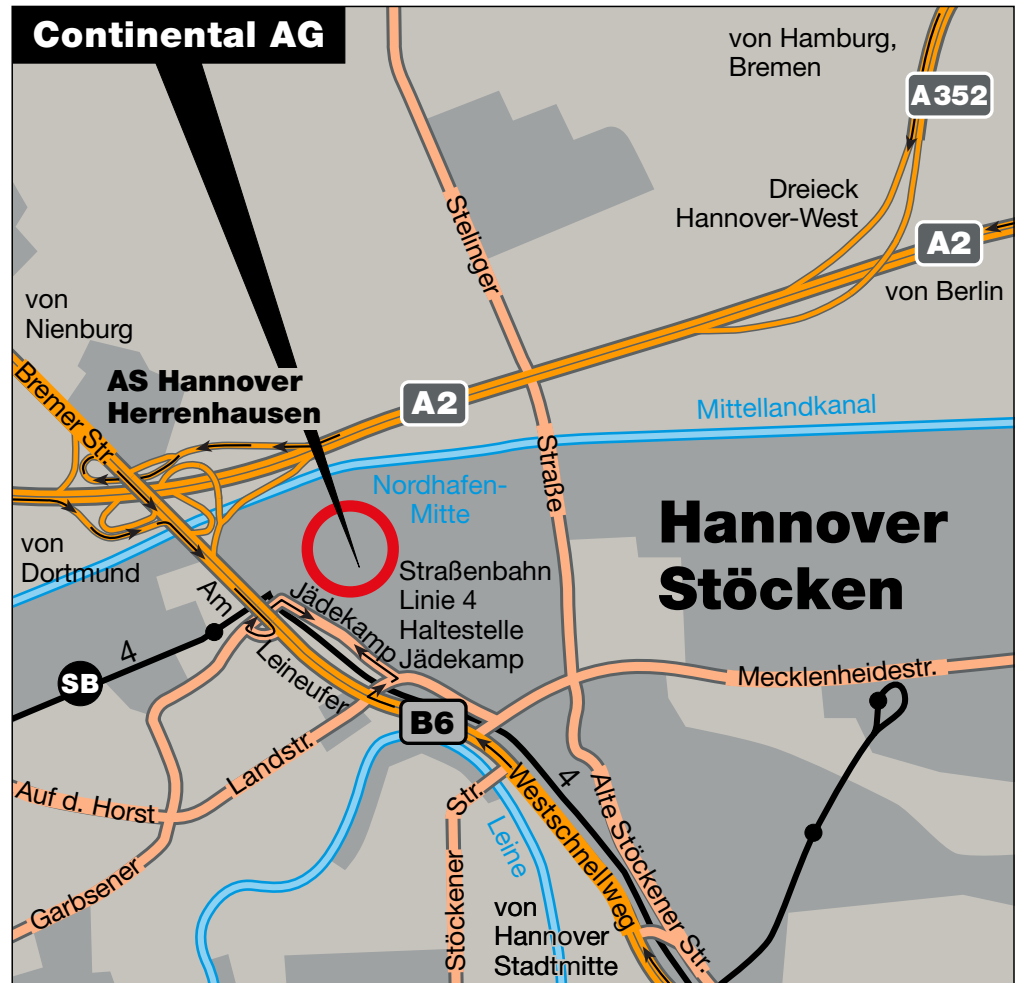 Continental AG
von Hamburg,
Bremen
A352
Dreieck
Hannover-West
A2
von Berlin
Stelinger
Straße
von
Nienburg
Bremer Str.
AS Hannover
Herrenhausen
A2
Mittellandkanal
Nordhafen-
Mitte
Hannover
Stöcken
von
Dortmund
Straßenbahn
Linie 4
Haltestelle
Jädekamp
Jädekamp
Am
Leineufer
4
SB
Mecklenheidestr.
B6
Landstr.
Auf d. Horst
Garbsener
Stöckener
Str.
Leine
Westschnellweg
4
Alte Stöckener Str.
von
Hannover
Stadtmitte